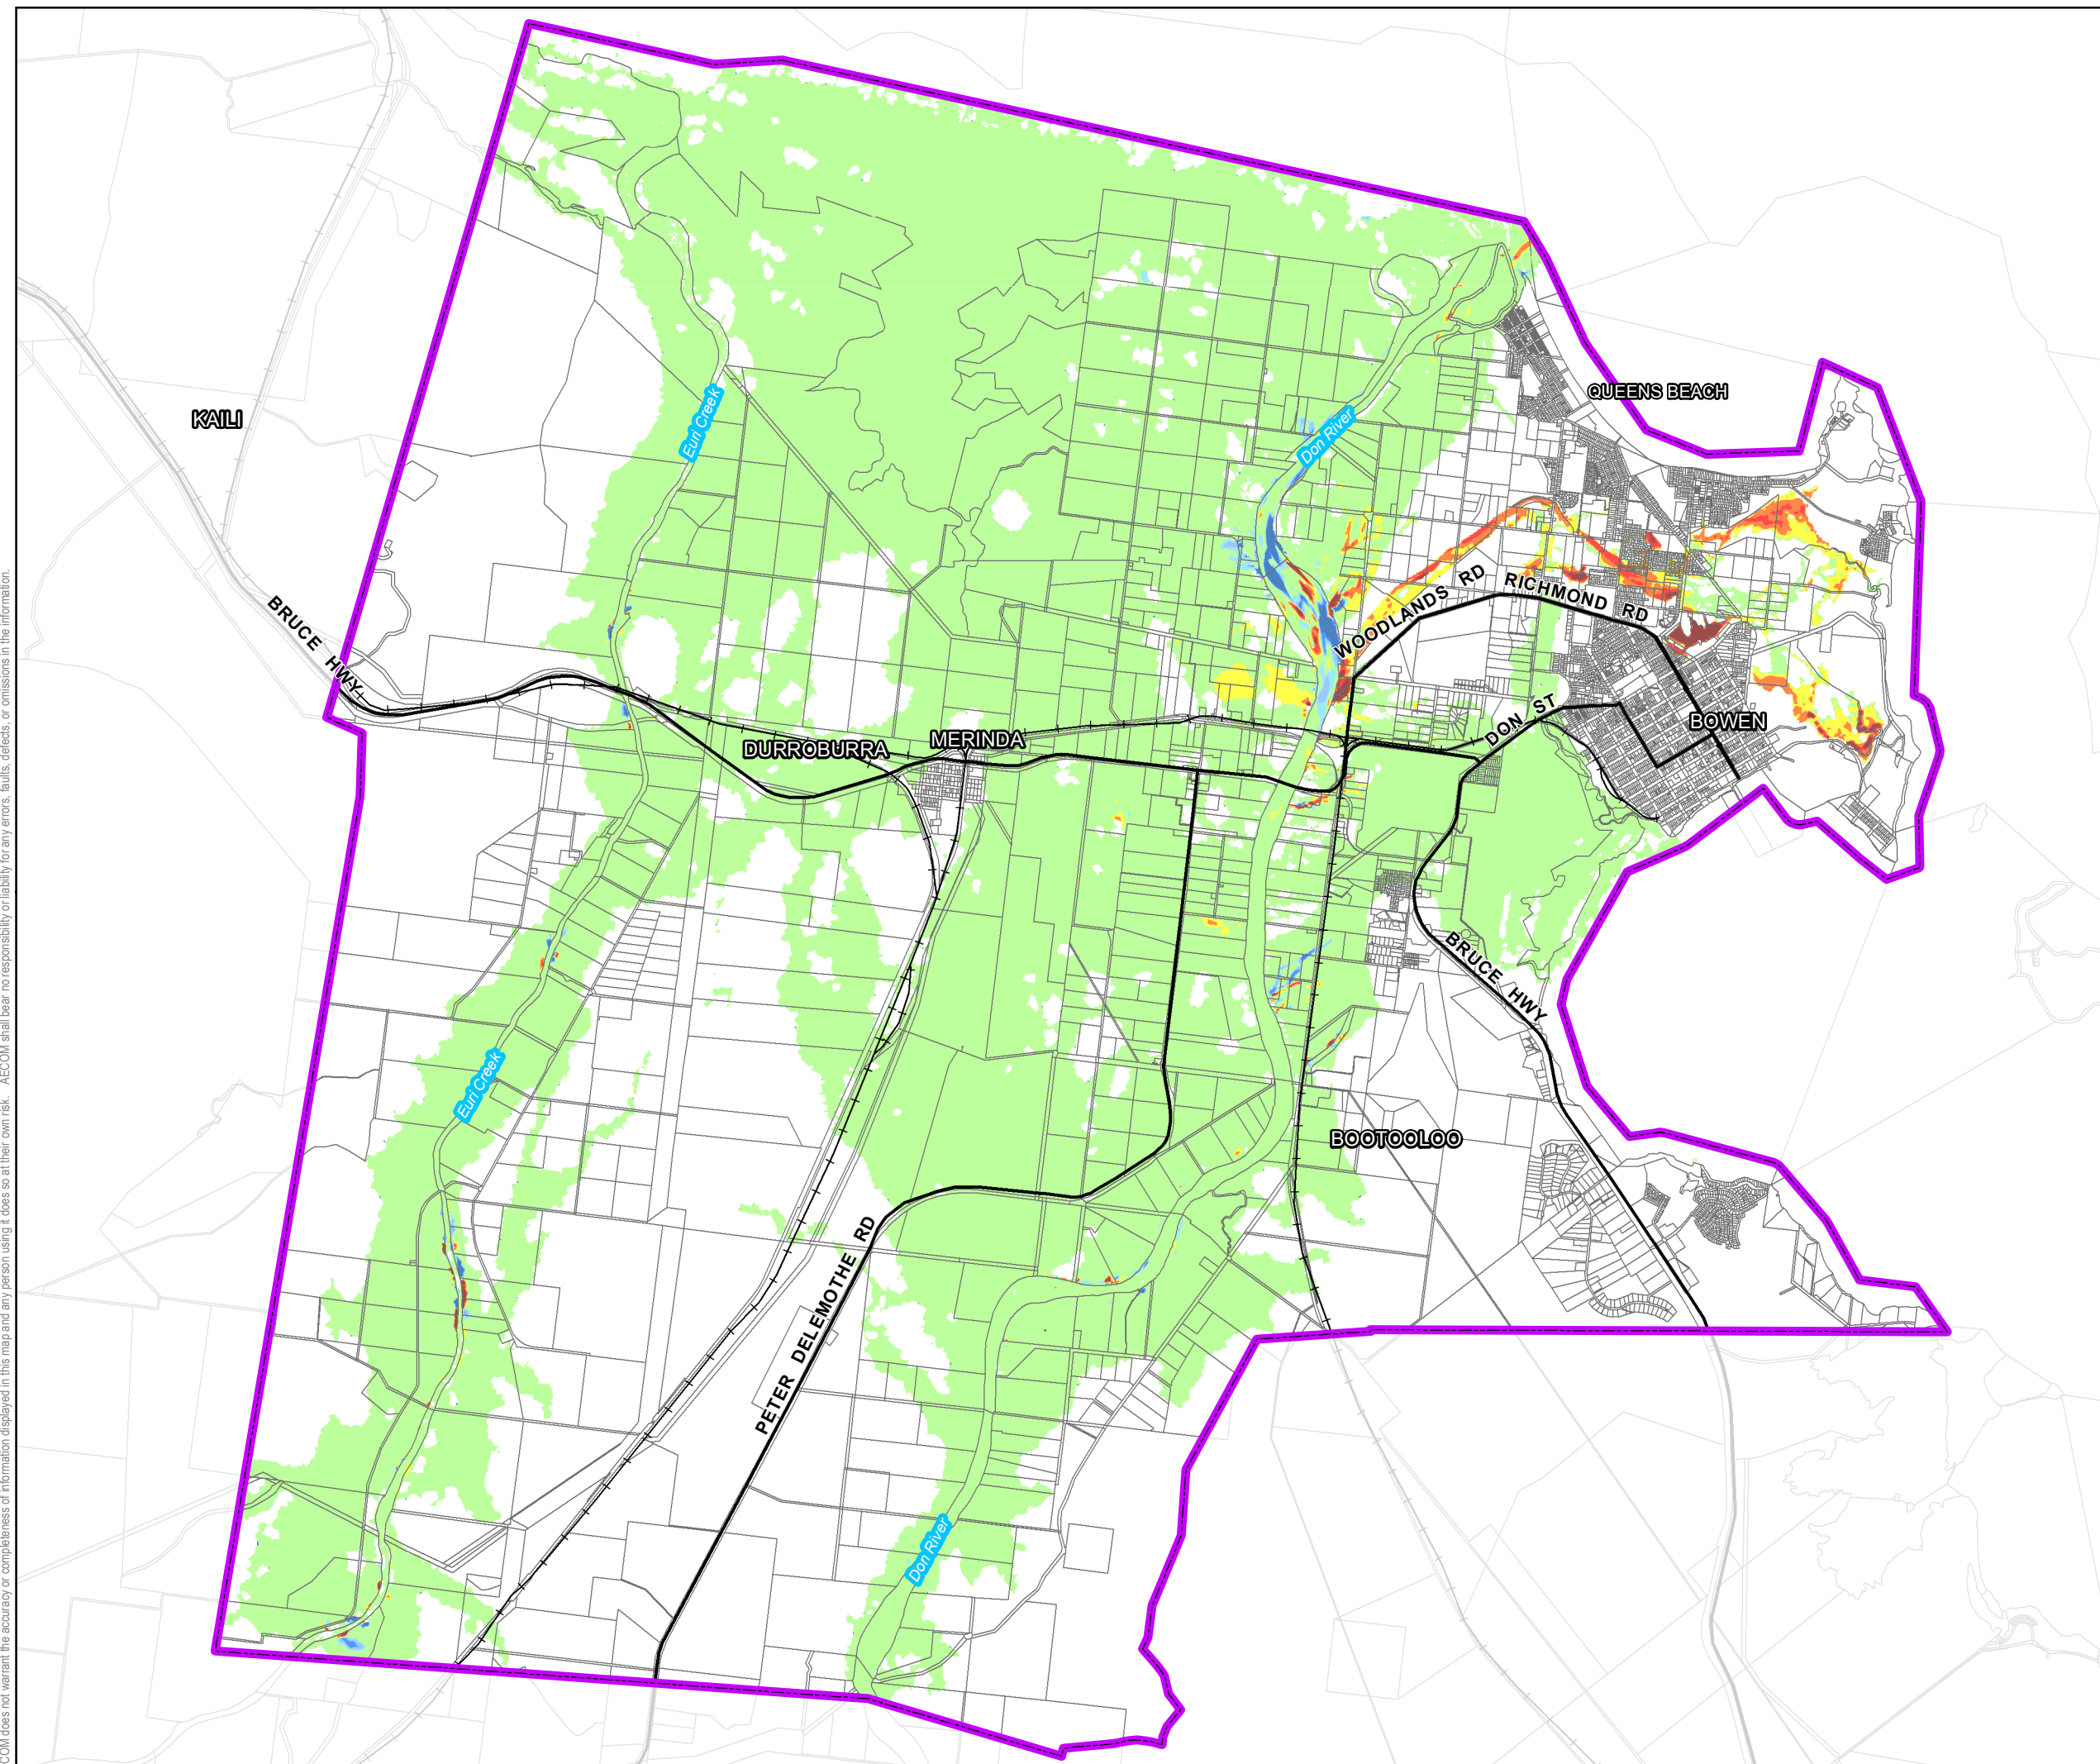 QUEENS BEACH
KAILI
Euri Creek
Don River
WOODLANDS RD
RICHMOND RD
BRUCE HWY
DON ST
BOWEN
DURROBURRA
MERINDA
BRUCE HWY
Euri Creek
BOOTOOLOO
PETER DELEMOTHE RD
Don River
COM does not warrant the accuracy or completeness of information displayed in this map and any person using it does so at their own risk. AECOM shall bear no responsibility or liability for any errors, faults, defects, or omissions in the information.